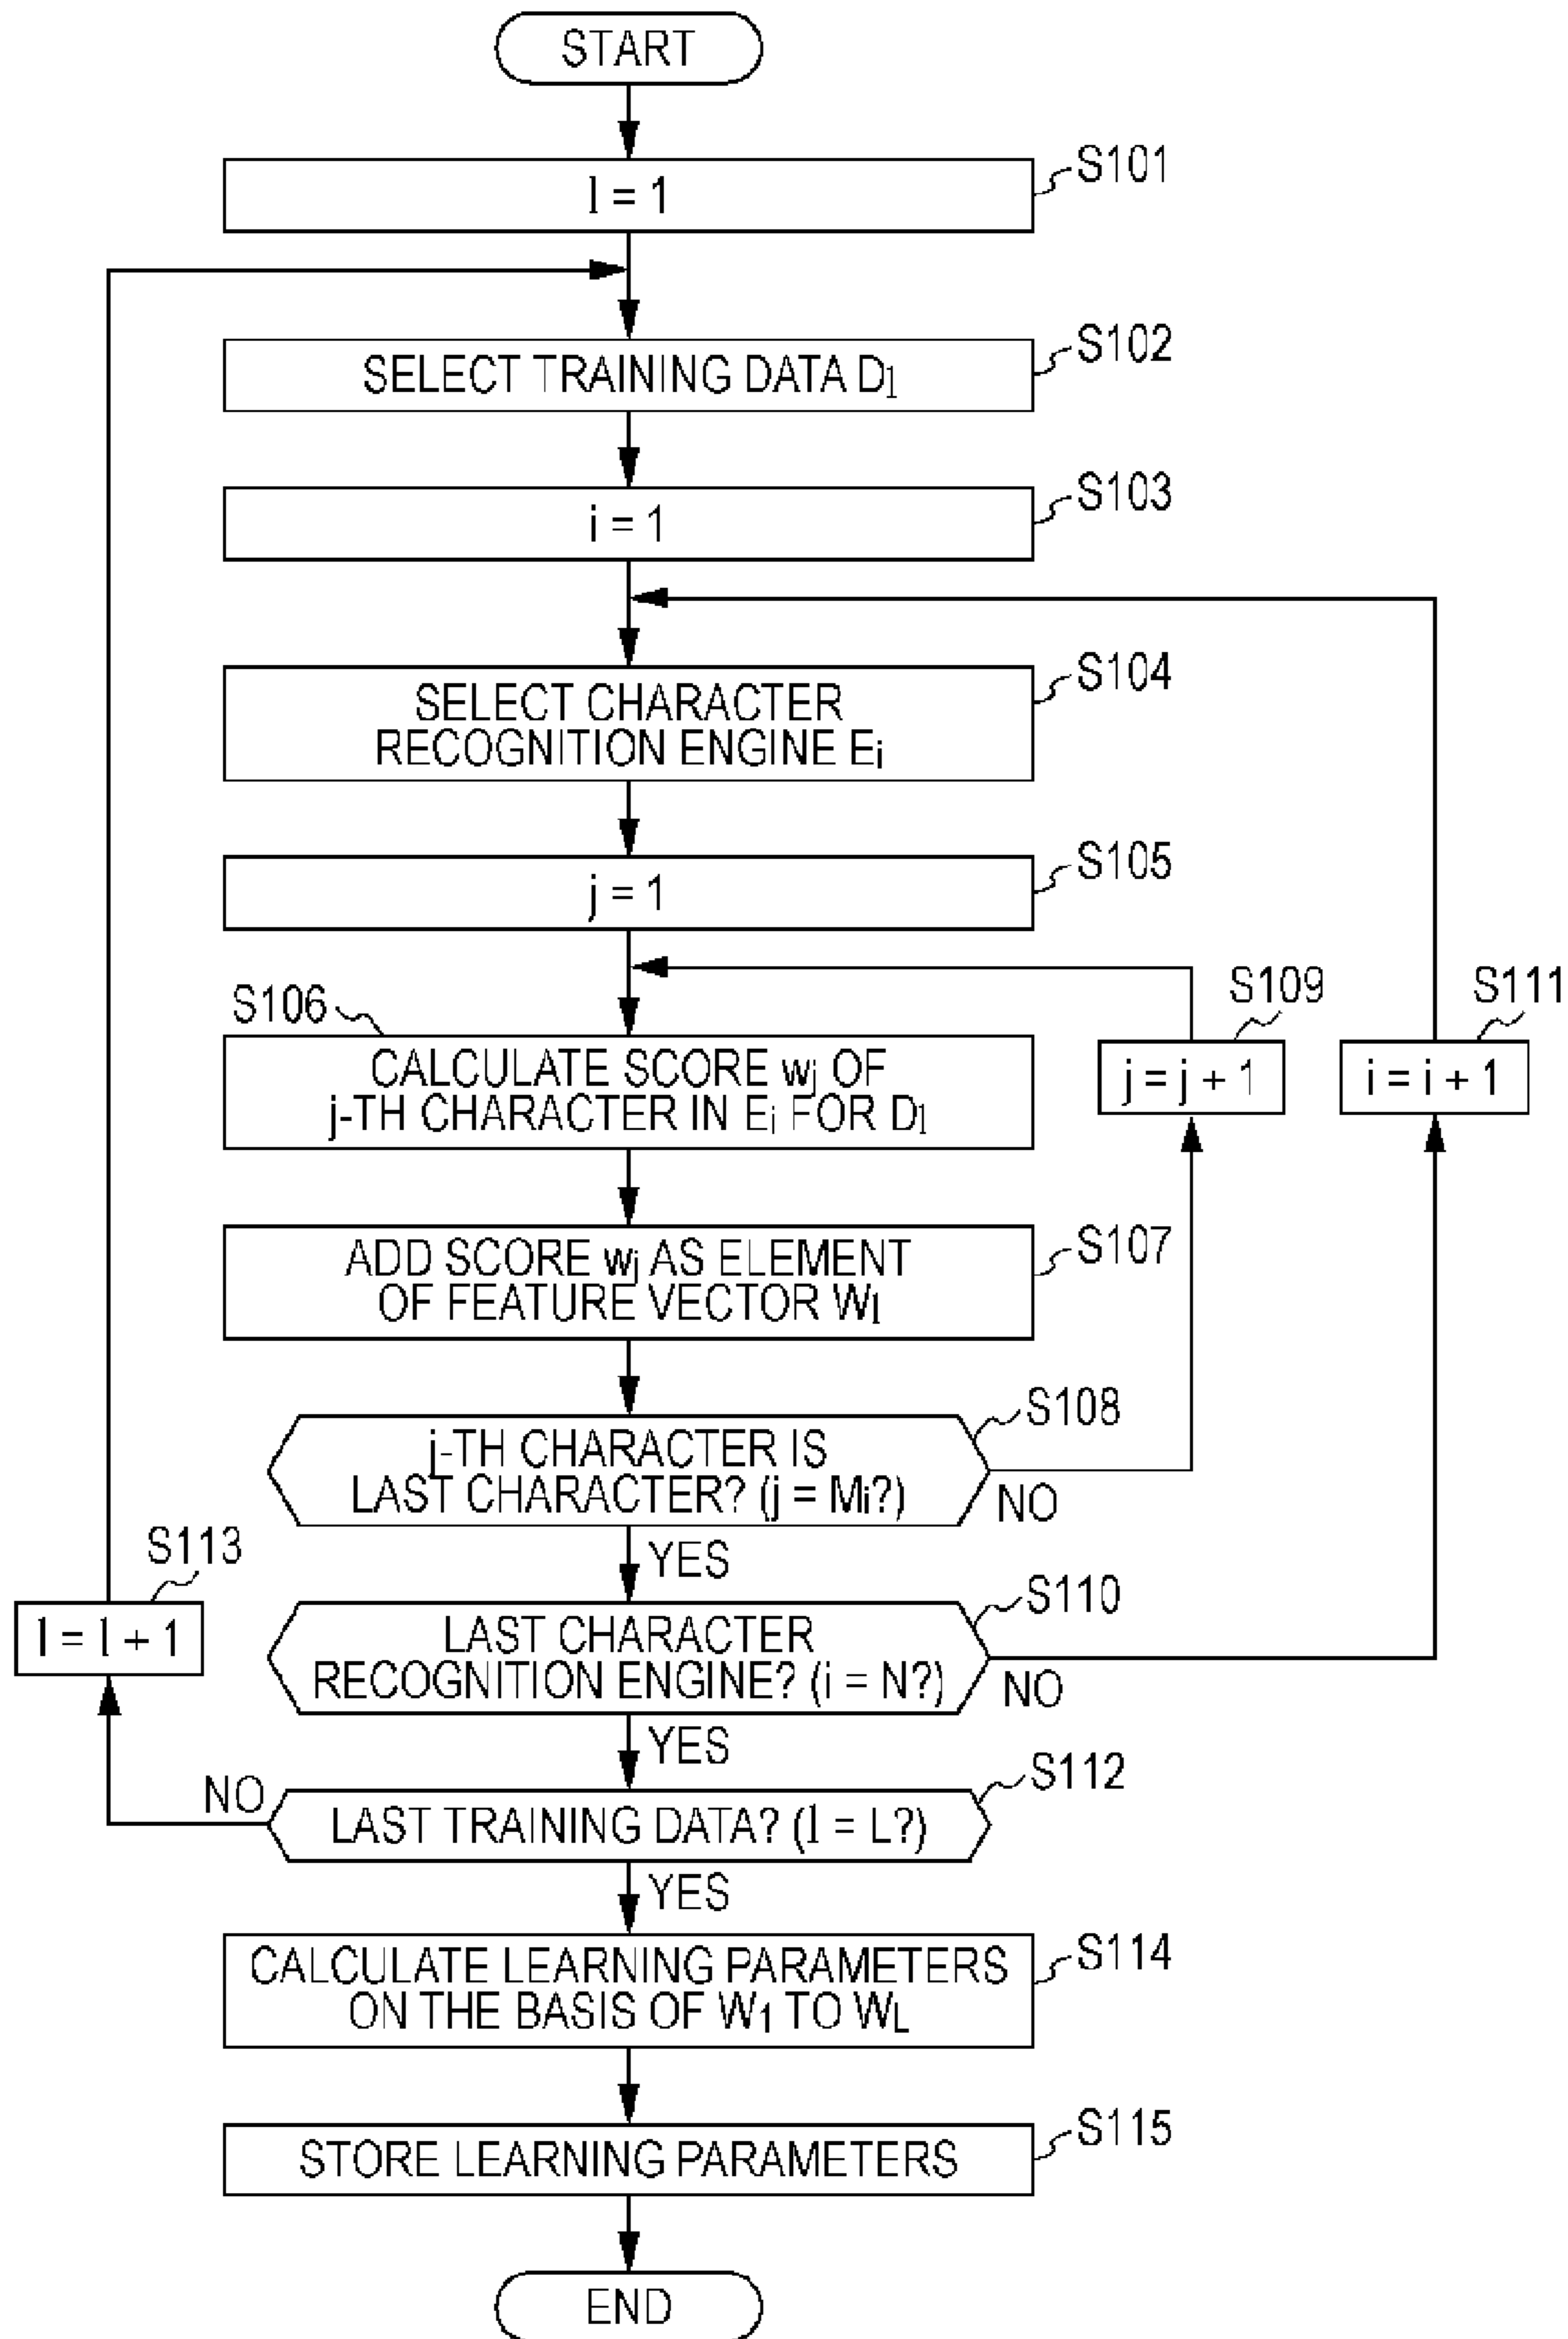 START
S101
l = 1
S102
SELECT TRAINING DATA Dl
S103
i = 1
S104
SELECT CHARACTER
RECOGNITION ENGINE Ei
S105
j = 1
S106
CALCULATE SCORE wj OF
j-TH CHARACTER IN Ei FOR Dl
S109
j = j + 1
S111
i = i + 1
S107
ADD SCORE wj AS ELEMENT
OF FEATURE VECTOR Wl
S108
j-TH CHARACTER IS
LAST CHARACTER? (j = Mi?)
NO
YES
S113
l = l + 1
S110
LAST CHARACTER
RECOGNITION ENGINE? (i = N?)
NO
YES
S112
NO
LAST TRAINING DATA? (l = L?)
YES
S114
CALCULATE LEARNING PARAMETERS
ON THE BASIS OF W1 TO WL
S115
STORE LEARNING PARAMETERS
END